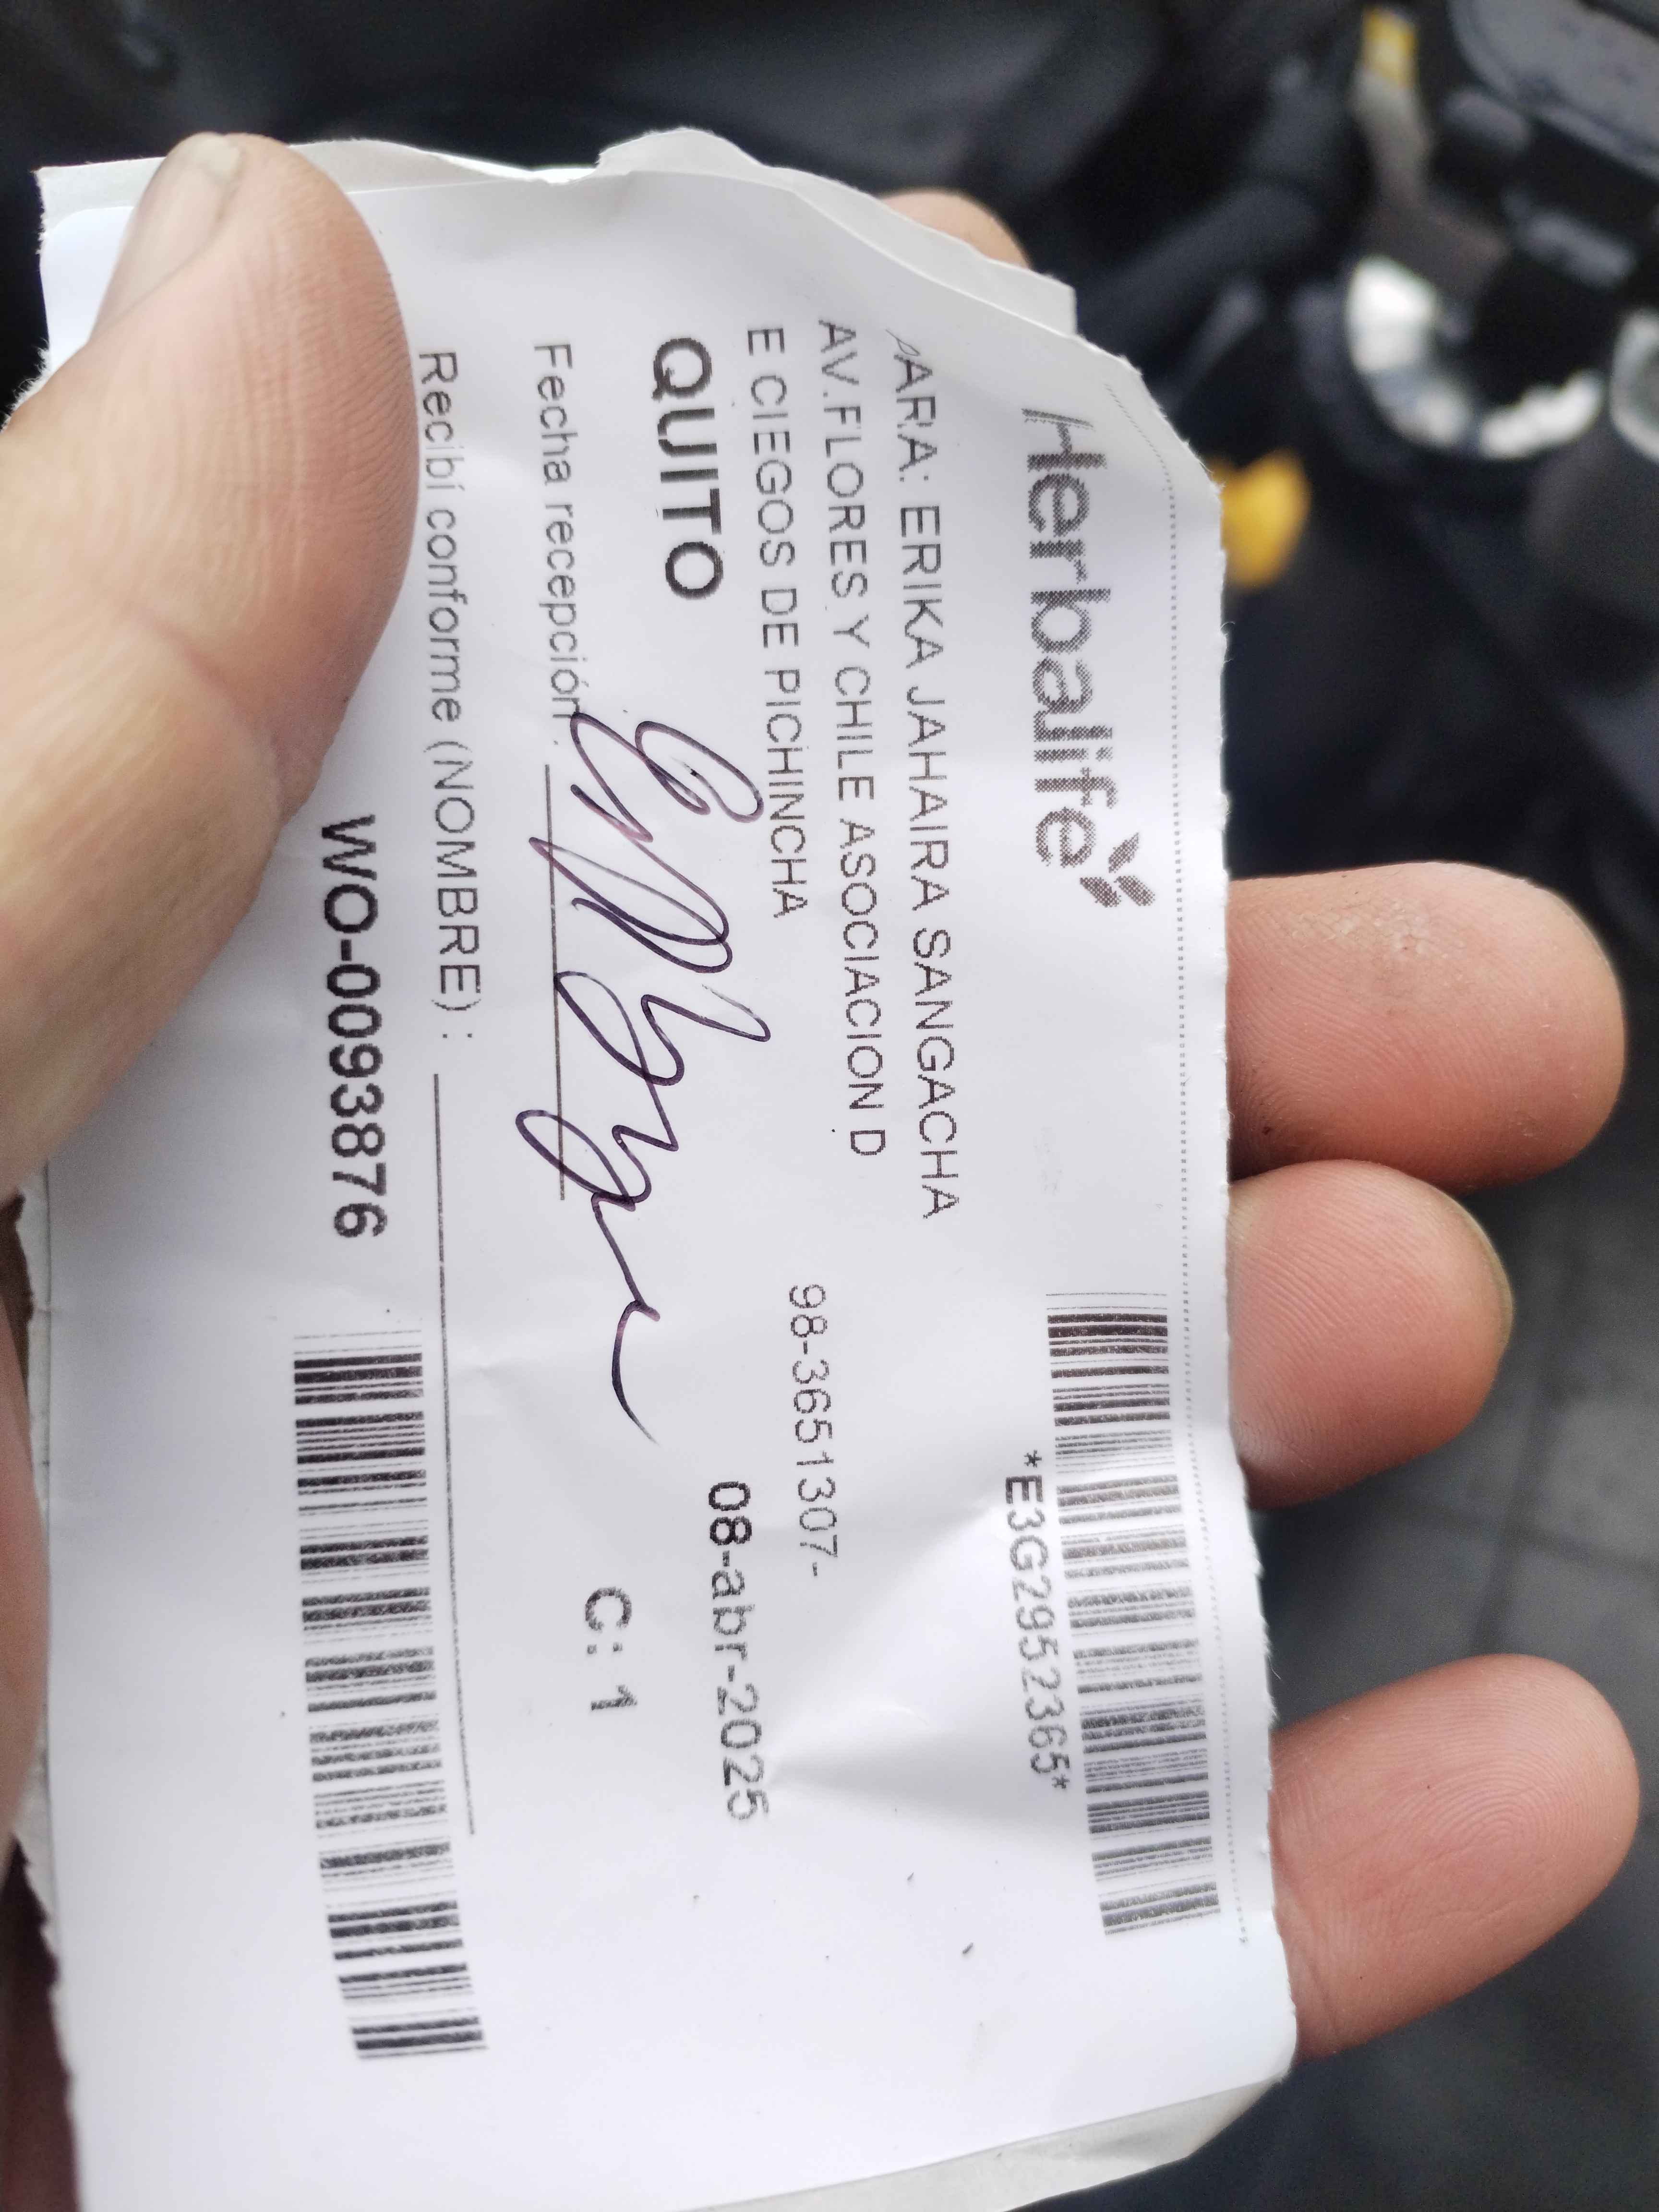 Herbalife
*E3G2952365*
PARA: ERIKA JAHAIRA SANGACHA
AV.FLORES Y CHILE ASOCIACION D
E CIEGOS DE PICHINCHA
98-3651307-
QUITO
08-abr-2025
Fecha recepción:
C: 1
Recibí conforme (NOMBRE) :
WO-0093876